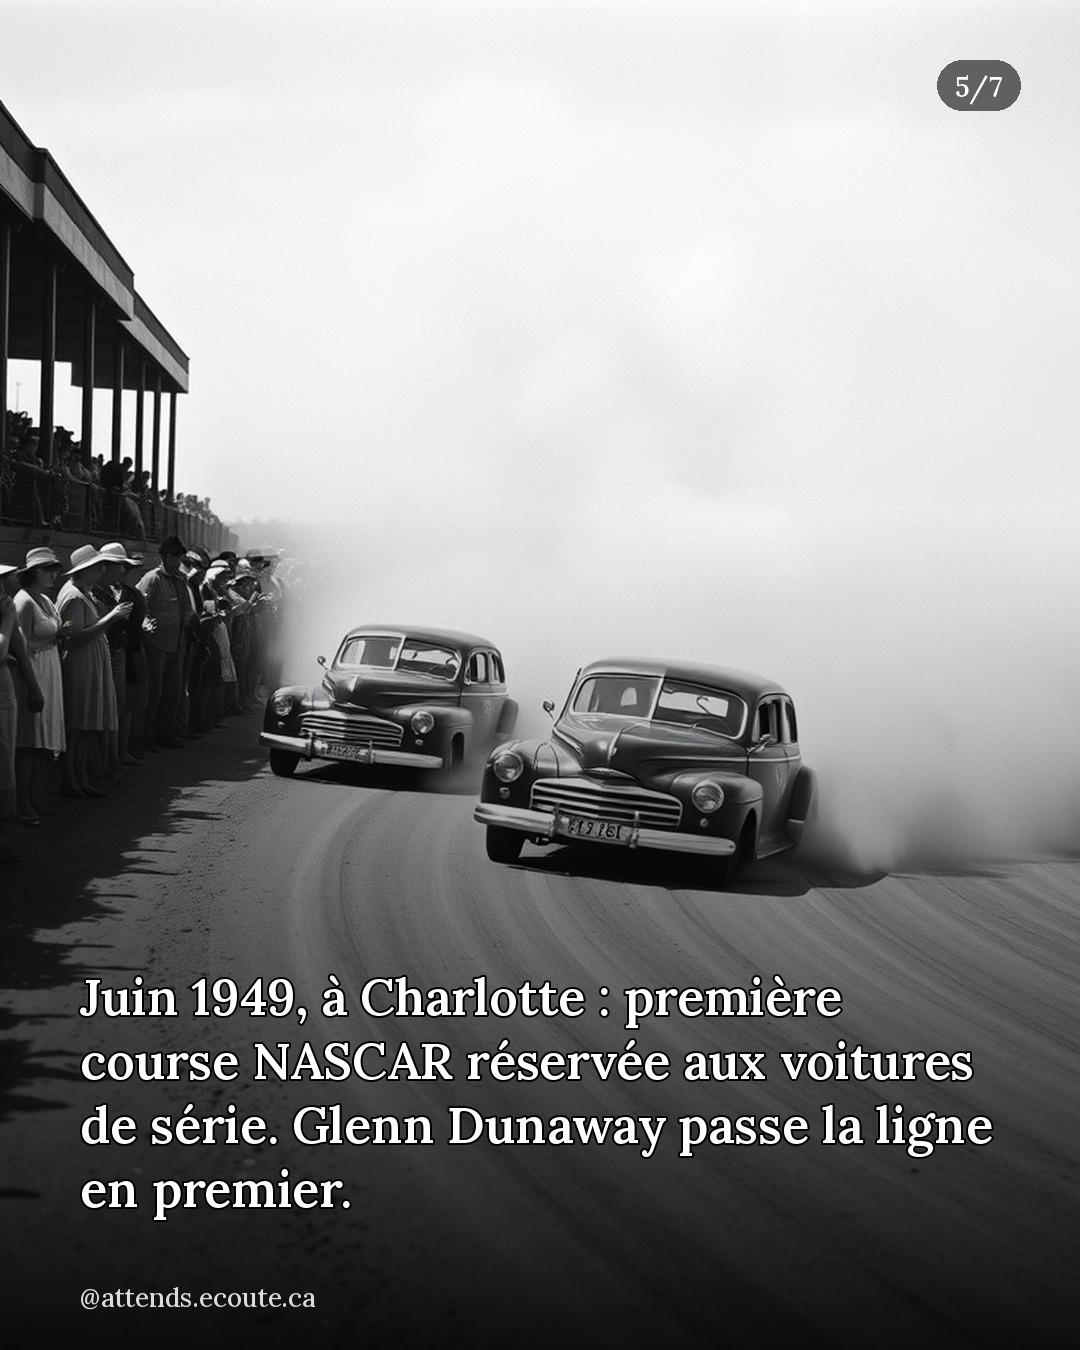 5/7
Juin 1949, à Charlotte : première
course NASCAR réservée aux voitures
de série. Glenn Dunaway passe la ligne
en premier.
@attends.ecoute.ca